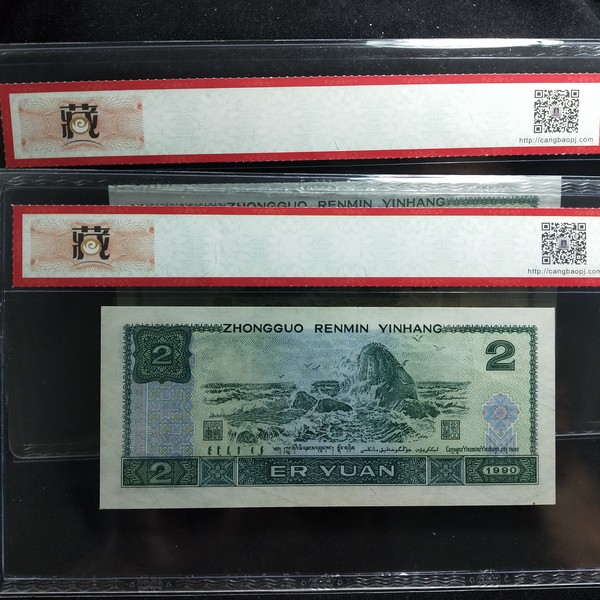 藏
http://cangbaopj.com/
ZHONGGUO RENMIN YINHANG
藏
http://cangbaopj.com/
ZHONGGUO RENMIN YINHANG
2
2
2
ER YUAN
1990